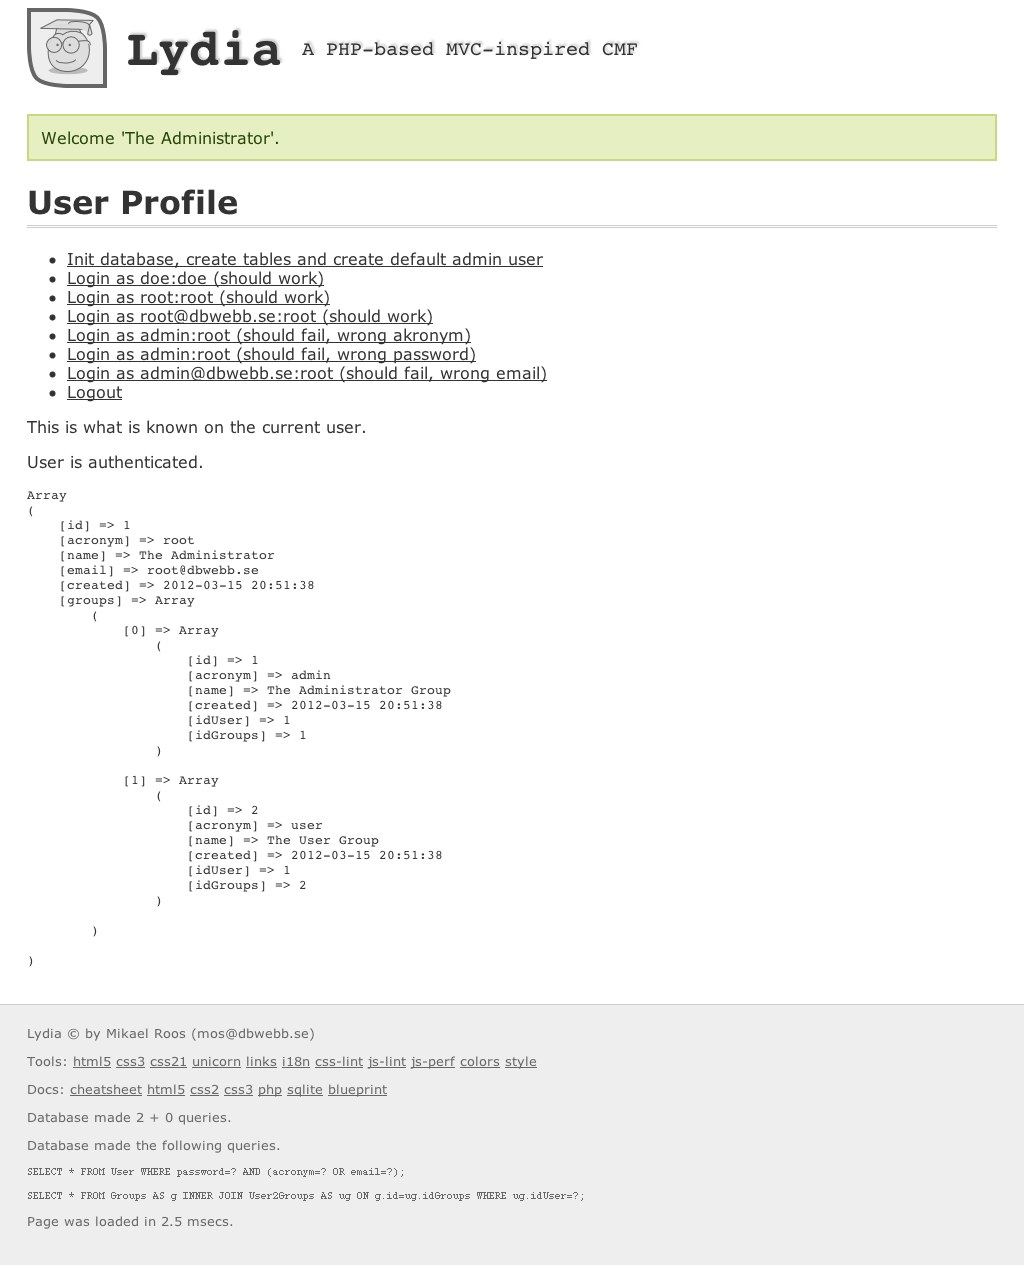 Lydia A PHP-based MVC-inspired CMF
Welcome 'The Administrator'.
User Profile
• Init database, create tables and create default admin user
• Login as doe:doe (should work)
• Login as root:root (should work)
• Login as root@dbwebb.se:root (should work)
• Login as admin:root (should fail, wrong akronym)
• Login as admin:root (should fail, wrong password)
• Login as admin@dbwebb.se:root (should fail, wrong email)
• Logout
This is what is known on the current user.
User is authenticated.
Array
(
    [id] => 1
    [acronym] => root
    [name] => The Administrator
    [email] => root@dbwebb.se
    [created] => 2012-03-15 20:51:38
    [groups] => Array
        (
            [0] => Array
                (
                    [id] => 1
                    [acronym] => admin
                    [name] => The Administrator Group
                    [created] => 2012-03-15 20:51:38
                    [idUser] => 1
                    [idGroups] => 1
                )
            [1] => Array
                (
                    [id] => 2
                    [acronym] => user
                    [name] => The User Group
                    [created] => 2012-03-15 20:51:38
                    [idUser] => 1
                    [idGroups] => 2
                )
        )
)
Lydia © by Mikael Roos (mos@dbwebb.se)
Tools: html5 css3 css21 unicorn links i18n css-lint js-lint js-perf colors style
Docs: cheatsheet html5 css2 css3 php sqlite blueprint
Database made 2 + 0 queries.
Database made the following queries.
SELECT * FROM User WHERE password=? AND (acronym=? OR email=?);
SELECT * FROM Groups AS g INNER JOIN User2Groups AS ug ON g.id=ug.idGroups WHERE ug.idUser=?;
Page was loaded in 2.5 msecs.